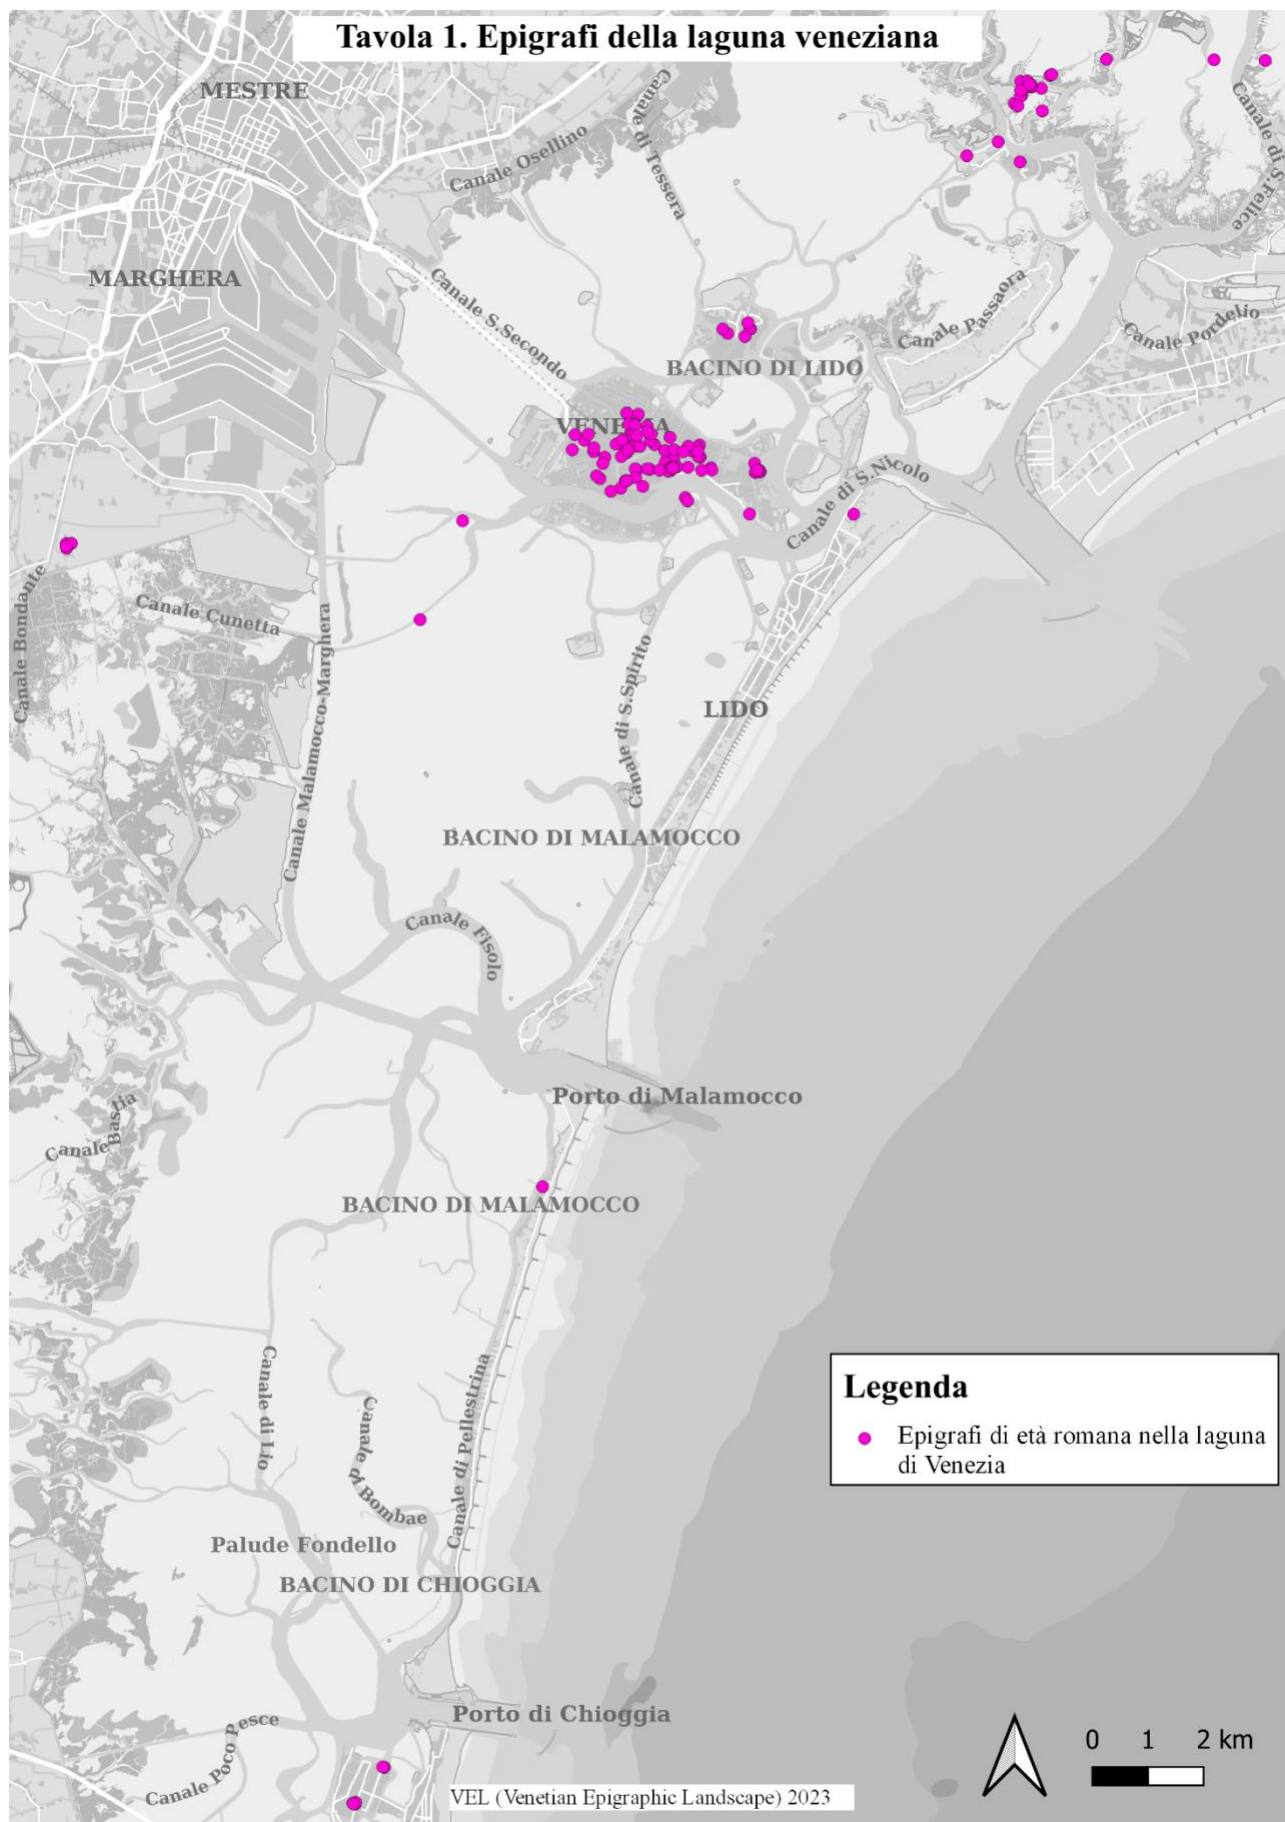 Tavola 1. Epigrafi della laguna veneziana
MESTRE
Canale Osellino
Canale di Tessera
Canale di S.Felice
MARGHERA
Canale S.Secondo
Canale Passaora
Canale Pordelio
BACINO DI LIDO
VENEZIA
Canale di S.Nicolo
Canale Bondante
Canale Cunetta
Canale Malamocco-Marghera
Canale di S.Spirito
LIDO
BACINO DI MALAMOCCO
Canale Fisolo
Porto di Malamocco
Canale Bastia
BACINO DI MALAMOCCO
Canale di Lio
Canale di Bombae
Canale di Pellestrina
Legenda
Epigrafi di età romana nella laguna
di Venezia
Palude Fondello
BACINO DI CHIOGGIA
Porto di Chioggia
Canale Poco Pesce
0 1 2 km
VEL (Venetian Epigraphic Landscape) 2023